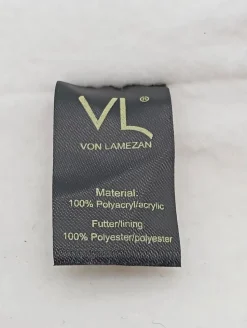 VL®
VON LAMEZAN
Material:
100% Polyacryl/acrylic
Futter/lining
100% Polyester/polyester